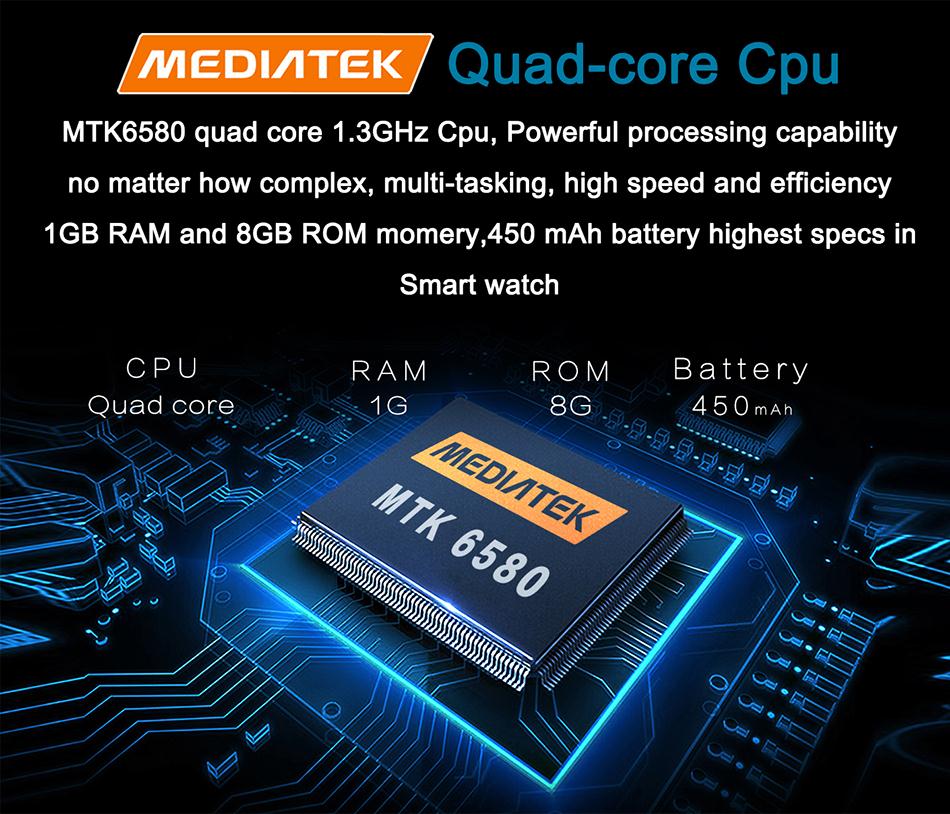 MEDIATEK Quad-core Cpu
MTK6580 quad core 1.3GHz Cpu, Powerful processing capability
no matter how complex, multi-tasking, high speed and efficiency
1GB RAM and 8GB ROM momery,450 mAh battery highest specs in
Smart watch
CPU RAM ROM Battery
Quad core 1G 8G 450mAh
MEDIATEK
MTK 6580